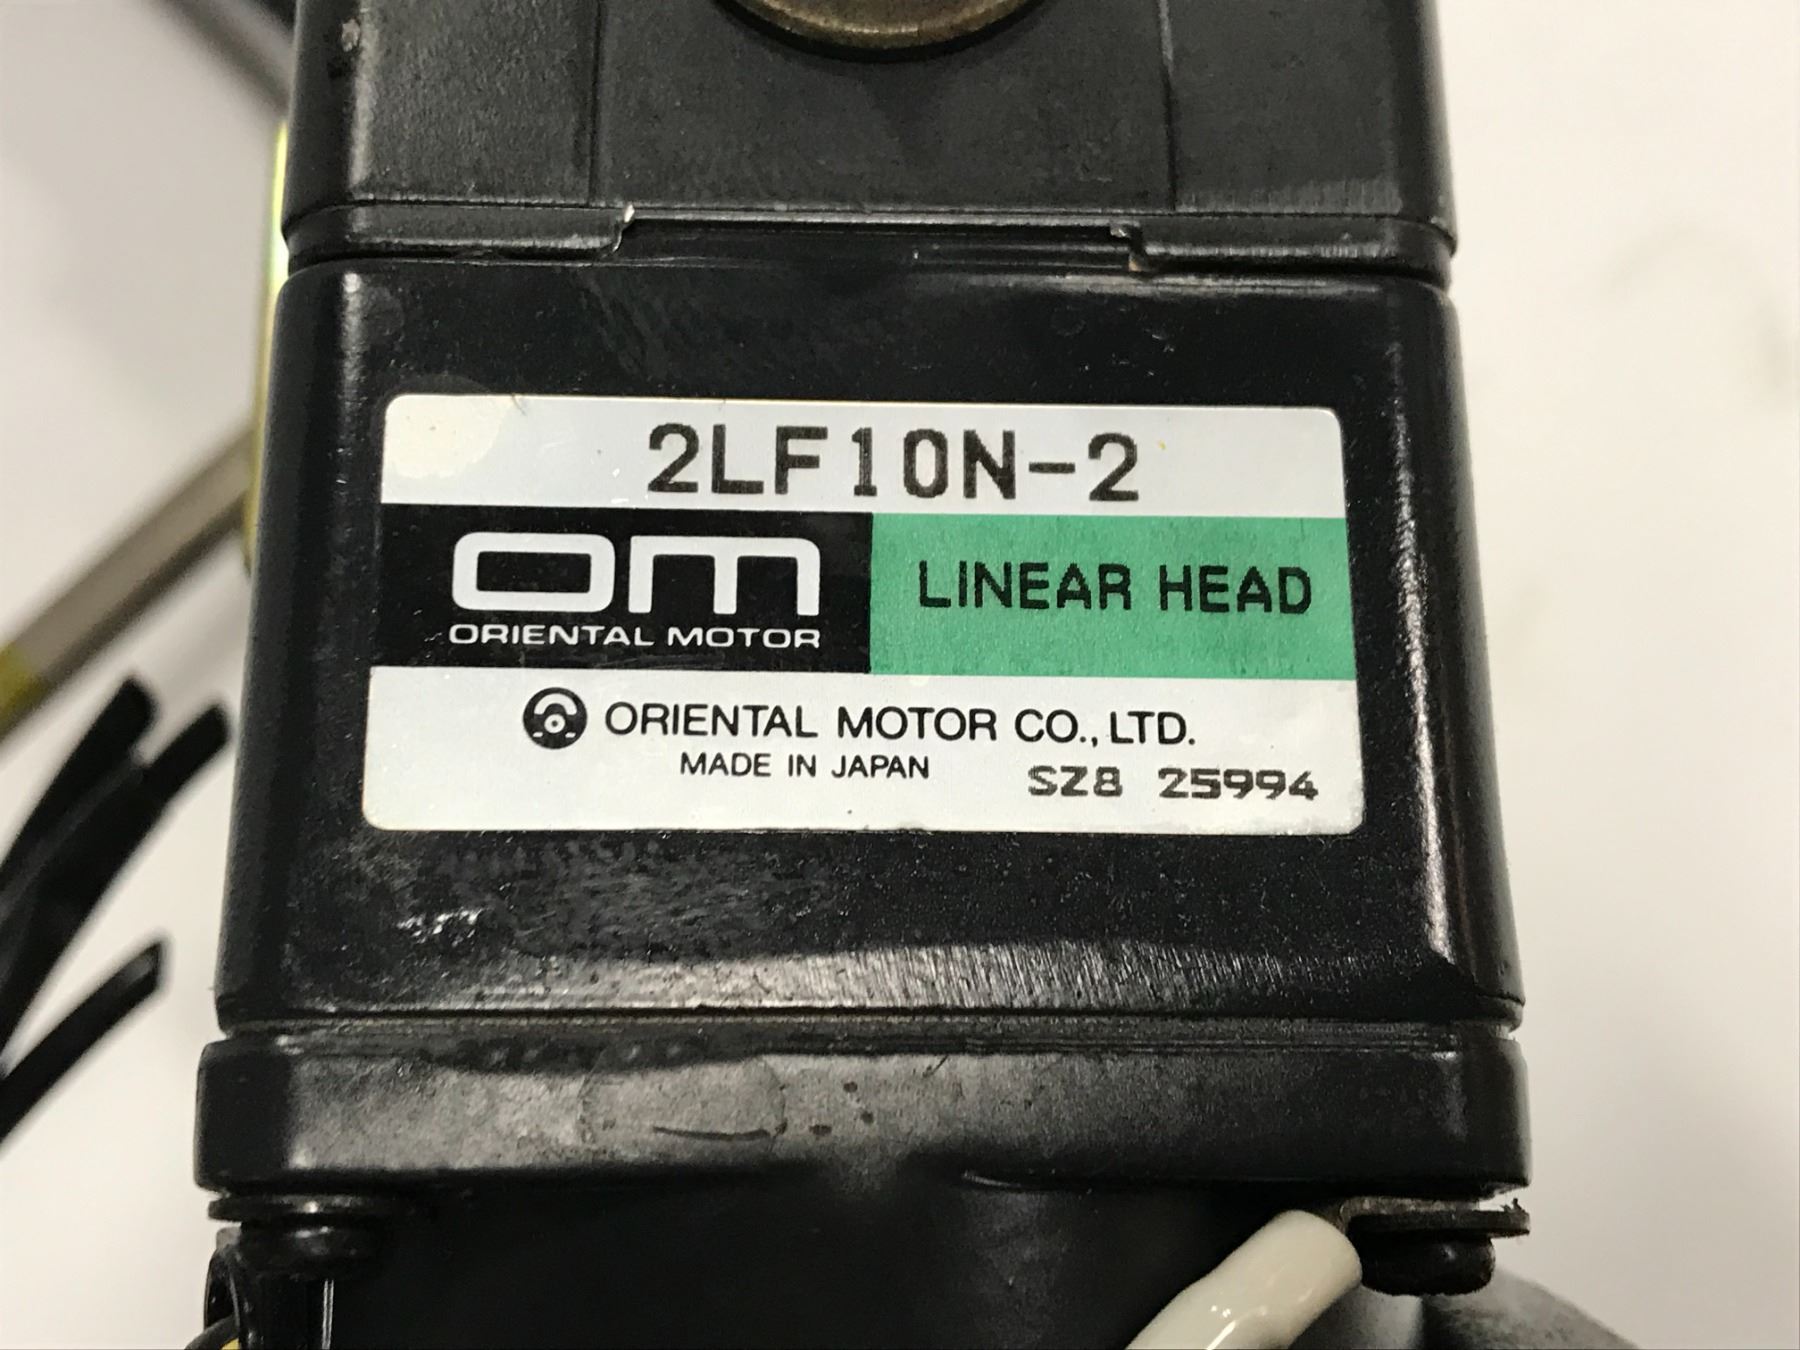 2LF10N-2
om
ORIENTAL MOTOR
LINEAR HEAD
ORIENTAL MOTOR CO., LTD.
MADE IN JAPAN
SZ8 25994